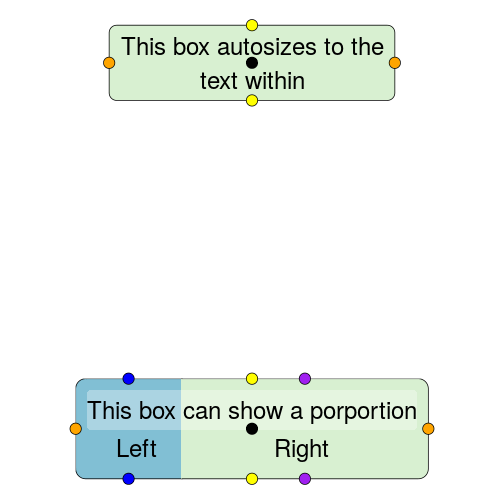 This box autosizes to the
text within
This box can show a porportion
Left Right